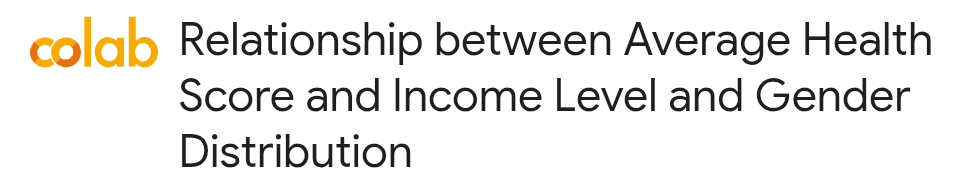 colab
Relationship between Average Health
Score and Income Level and Gender
Distribution